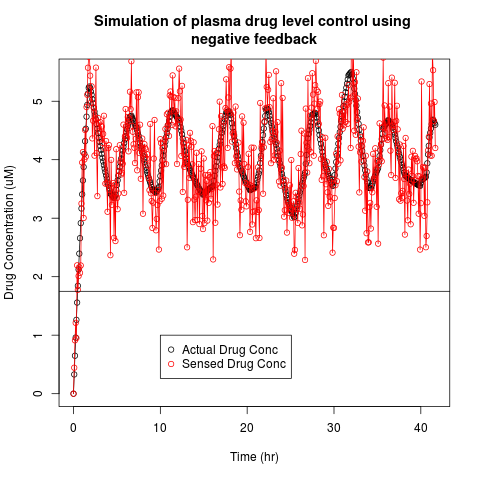 Simulation of plasma drug level control using
negative feedback
Drug Concentration (uM)
5
4
3
2
1
0
Actual Drug Conc
Sensed Drug Conc
0
10
20
30
40
Time (hr)